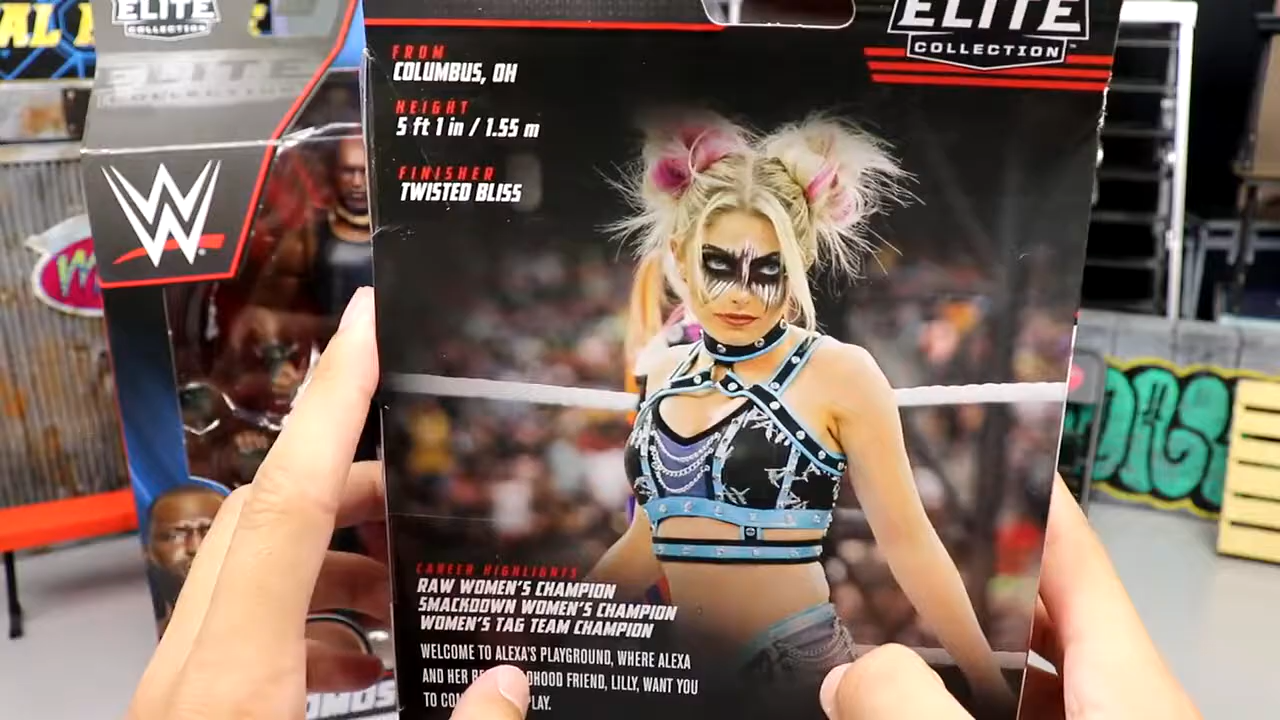 ELITE
COLLECTION
ELITE
COLLECTION
FROM
COLUMBUS, OH
HEIGHT
5 ft 1 in / 1.55 m
FINISHER
TWISTED BLISS
W
CAREER HIGHLIGHTS
RAW WOMEN'S CHAMPION
SMACKDOWN WOMEN'S CHAMPION
WOMEN'S TAG TEAM CHAMPION
WELCOME TO ALEXA'S PLAYGROUND, WHERE ALEXA
AND HER FRIEND, LILLY, WANT YOU
TO PLAY.